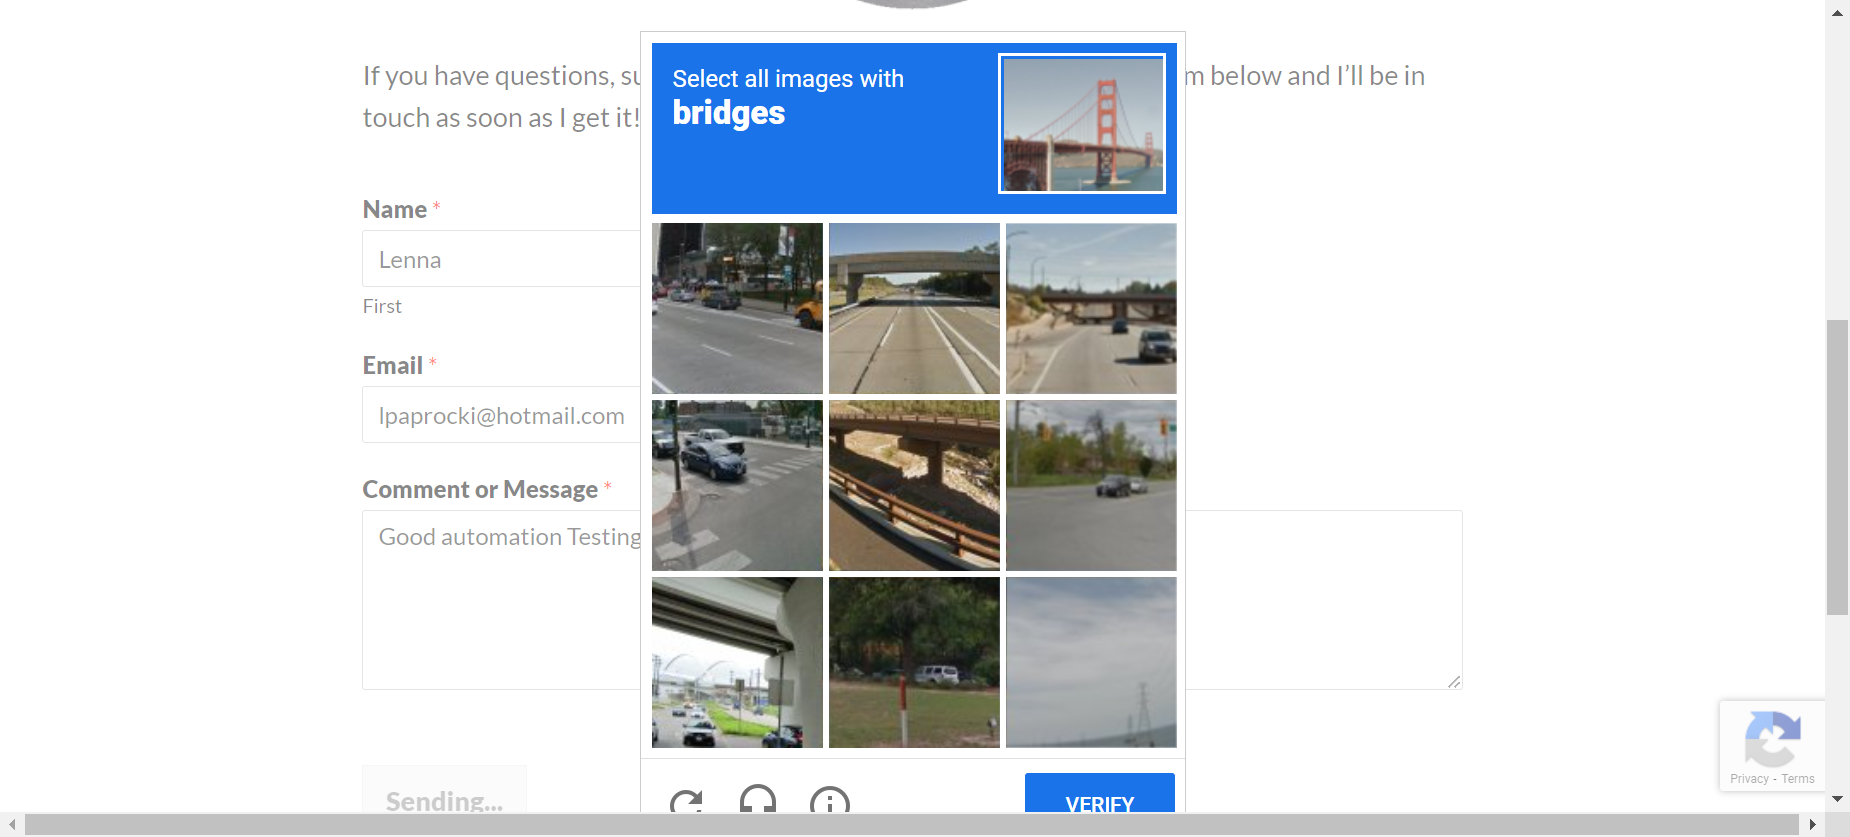 If you have questions, su
m below and I’ll be in
touch as soon as I get it!
Select all images with
bridges
Name *
Lenna
First
Email *
lpaprocki@hotmail.com
Comment or Message *
Good automation Testing
Sending...
VERIFY
Privacy - Terms